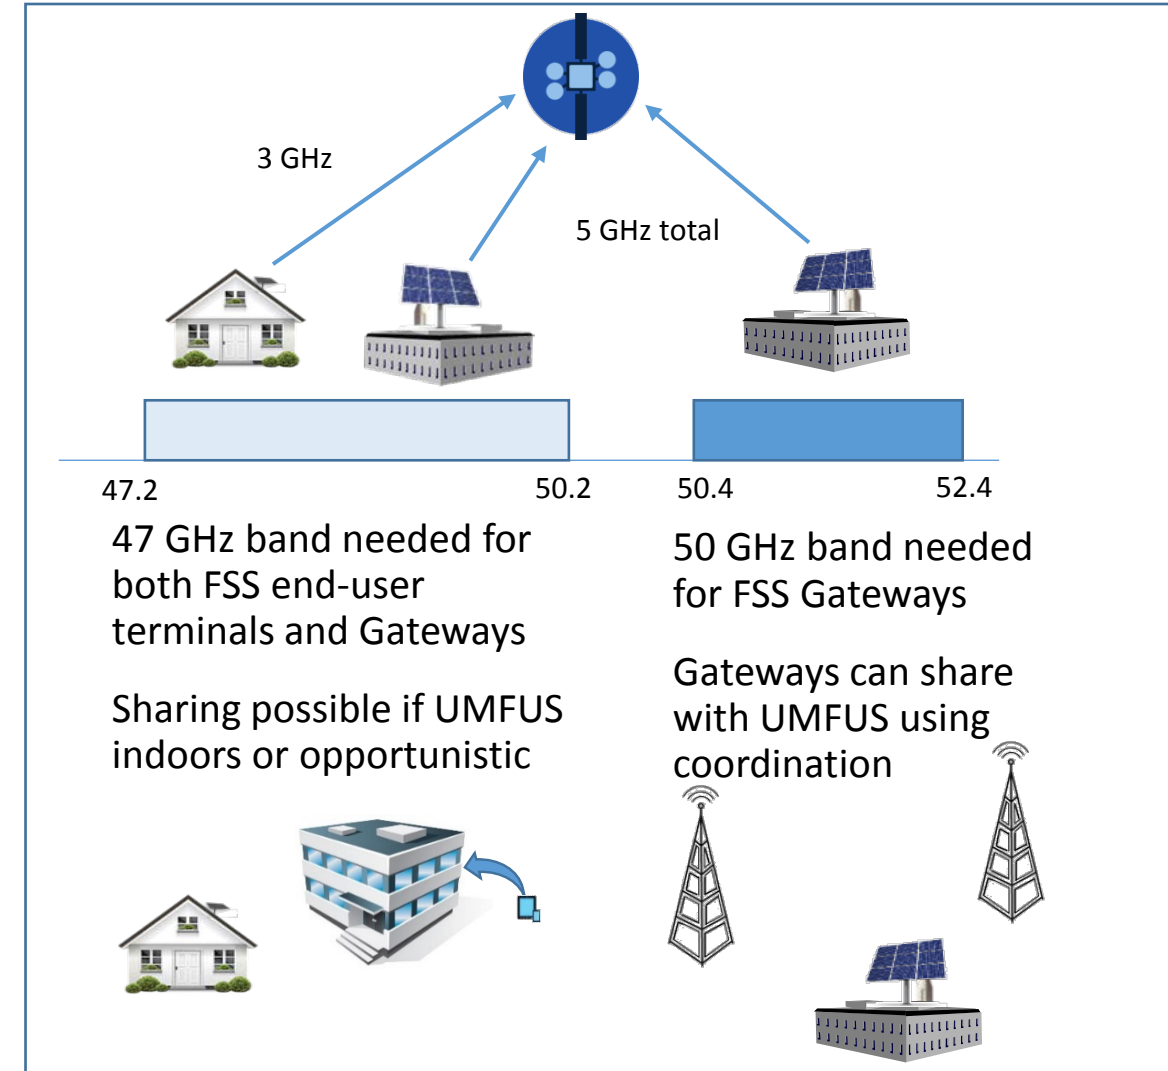 3 GHz
5 GHz total
47.2
50.2
50.4
52.4
47 GHz band needed for
both FSS end-user
terminals and Gateways
Sharing possible if UMFUS
indoors or opportunistic
50 GHz band needed
for FSS Gateways
Gateways can share
with UMFUS using
coordination